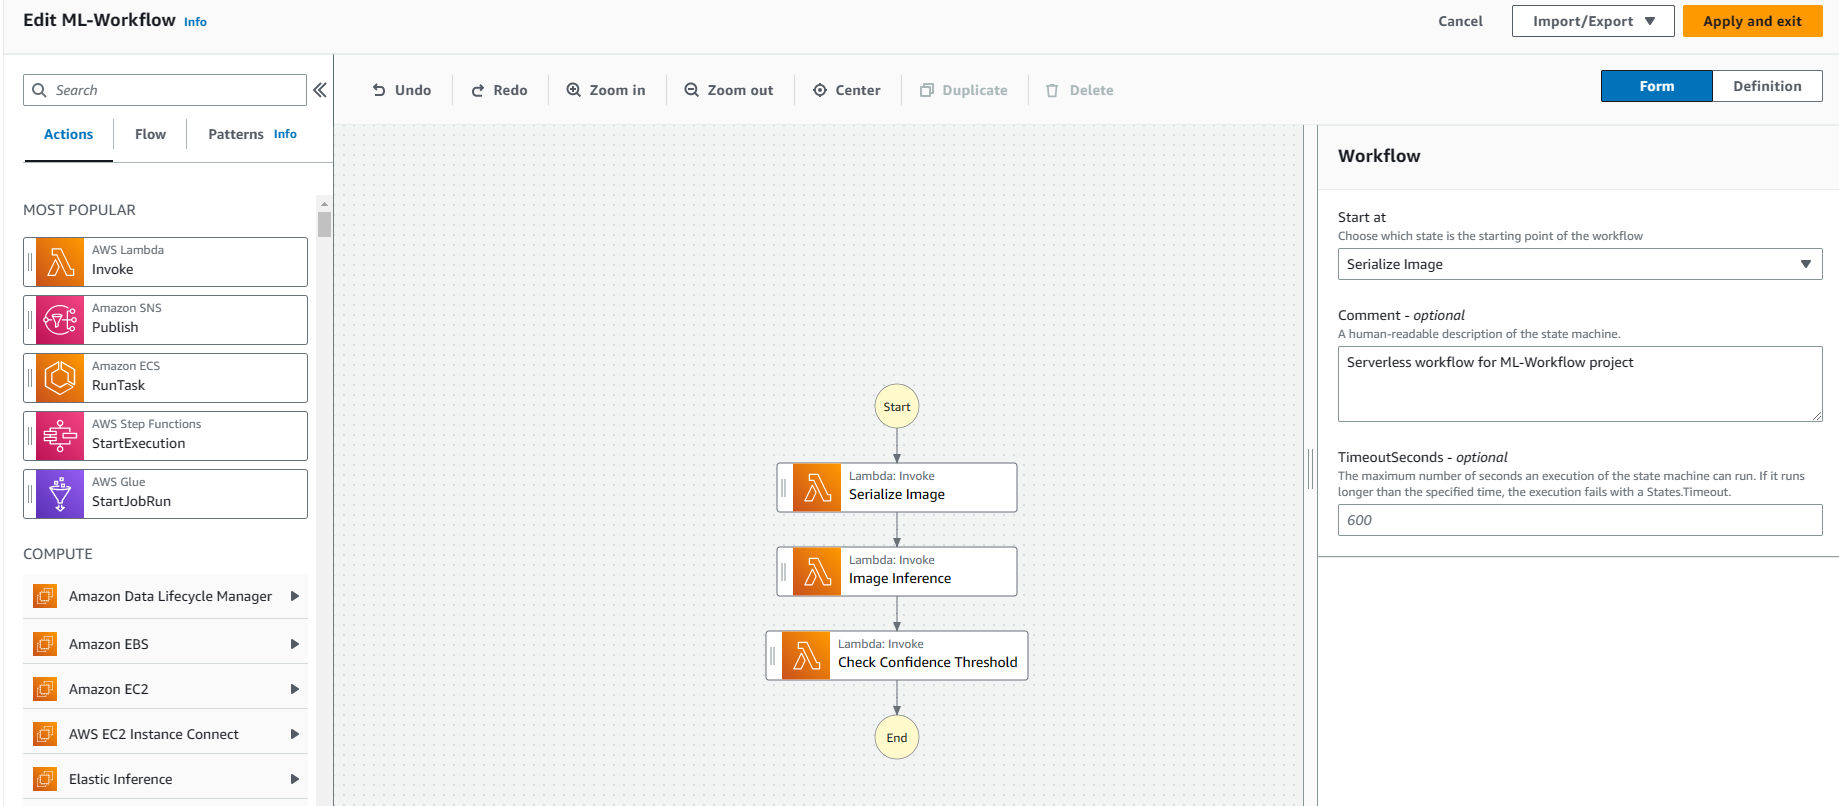 Edit ML-Workflow Info
Cancel
Import/Export
Apply and exit
Search
Actions
Flow
Patterns Info
MOST POPULAR
AWS Lambda
Invoke
Amazon SNS
Publish
Amazon ECS
RunTask
AWS Step Functions
StartExecution
AWS Glue
StartJobRun
COMPUTE
Amazon Data Lifecycle Manager
Amazon EBS
Amazon EC2
AWS EC2 Instance Connect
Elastic Inference
Undo
Redo
Zoom in
Zoom out
Center
Duplicate
Delete
Form
Definition
Start
Lambda: Invoke
Serialize Image
Lambda: Invoke
Image Inference
Lambda: Invoke
Check Confidence Threshold
End
Workflow
Start at
Choose which state is the starting point of the workflow
Serialize Image
Comment - optional
A human-readable description of the state machine.
Serverless workflow for ML-Workflow project
TimeoutSeconds - optional
The maximum number of seconds an execution of the state machine can run. If it runs
longer than the specified time, the execution fails with a States.Timeout.
600